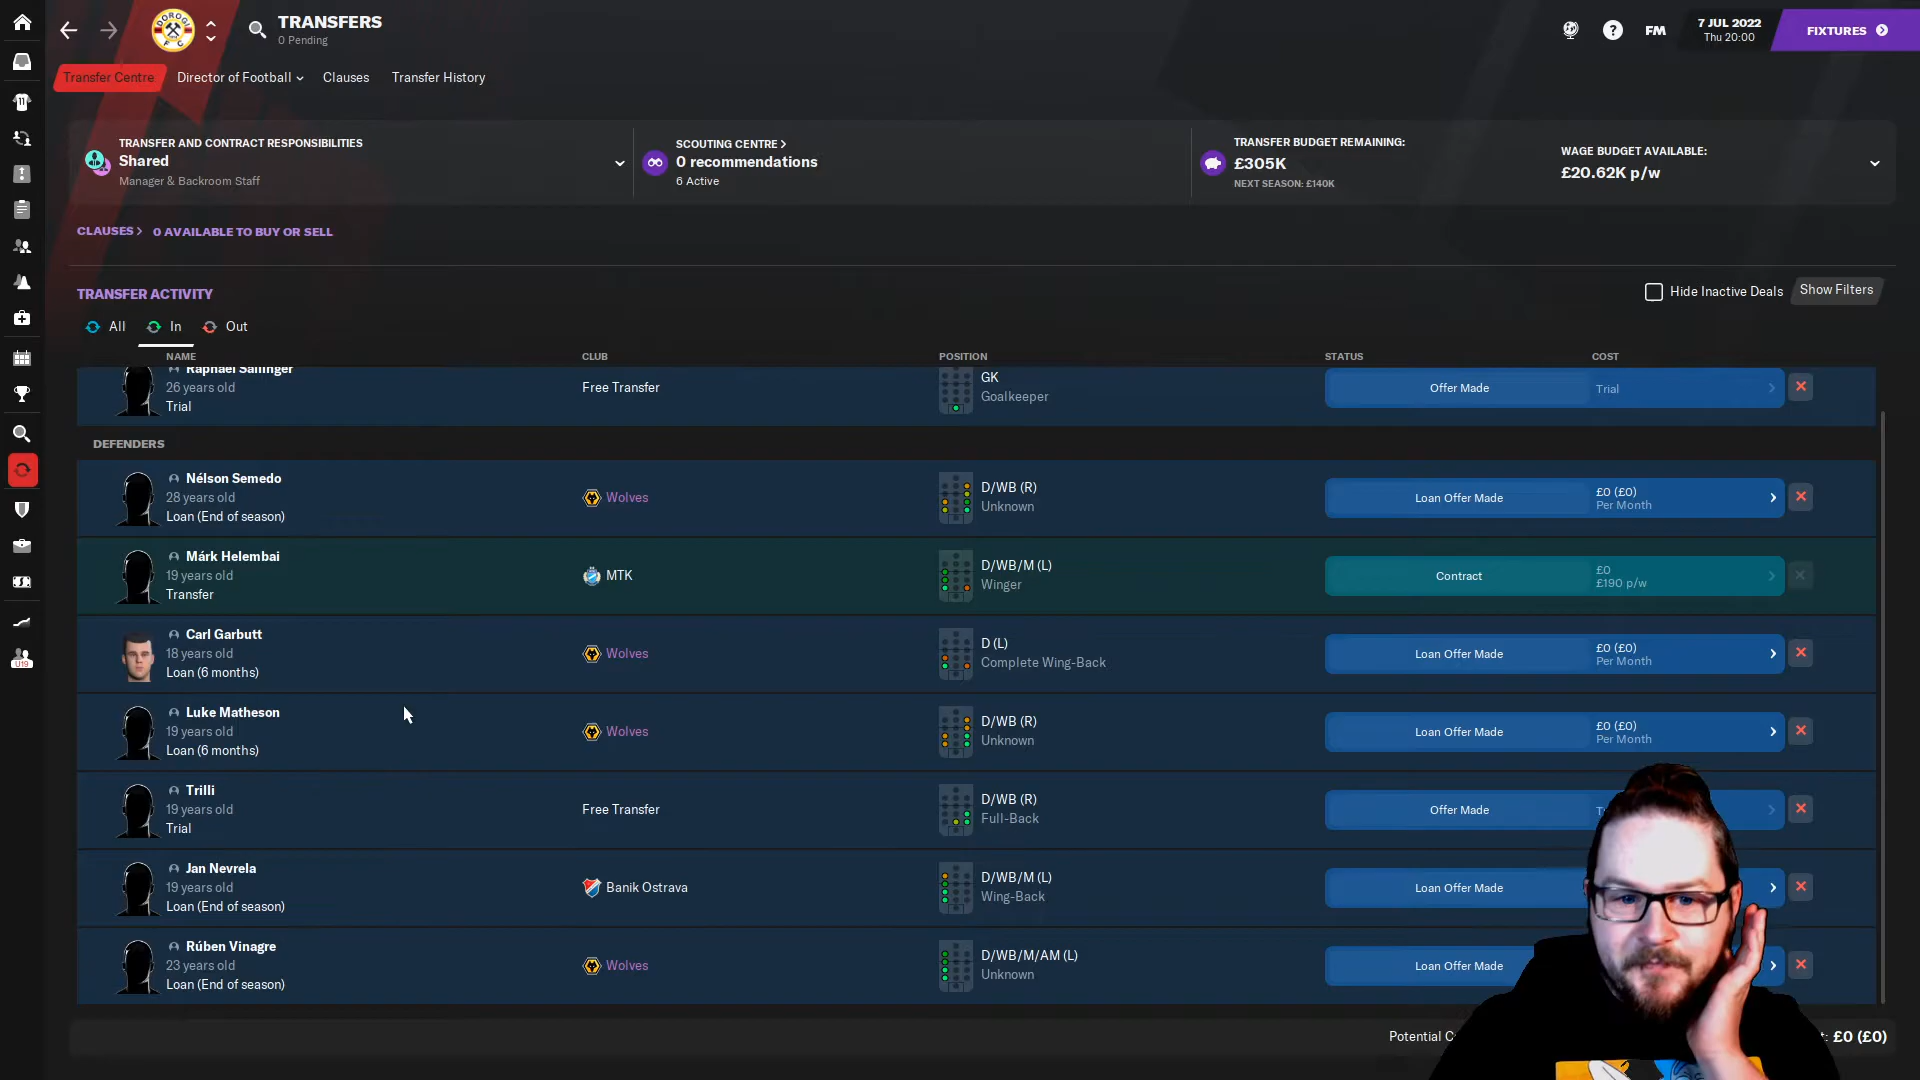 TRANSFERS
0 Pending
DOROGI
F C
FM
7 JUL 2022
Thu 20:00
FIXTURES
Transfer Centre
Director of Football
Clauses
Transfer History
TRANSFER AND CONTRACT RESPONSIBILITIES
Shared
Manager & Backroom Staff
SCOUTING CENTRE >
0 recommendations
6 Active
TRANSFER BUDGET REMAINING:
£305K
NEXT SEASON: £140K
WAGE BUDGET AVAILABLE:
£20.62K p/w
CLAUSES > 0 AVAILABLE TO BUY OR SELL
TRANSFER ACTIVITY
Hide Inactive Deals
Show Filters
All
In
Out
NAME CLUB POSITION STATUS COST
Raphael Sallinger
26 years old
Trial
Free Transfer
GK
Goalkeeper
Offer Made
Trial
DEFENDERS
Nélson Semedo
28 years old
Loan (End of season)
Wolves
D/WB (R)
Unknown
Loan Offer Made
£0 (£0)
Per Month
Márk Helembai
19 years old
Transfer
MTK
D/WB/M (L)
Winger
Contract
£0
£190 p/w
Carl Garbutt
18 years old
Loan (6 months)
Wolves
D (L)
Complete Wing-Back
Loan Offer Made
£0 (£0)
Per Month
Luke Matheson
19 years old
Loan (6 months)
Wolves
D/WB (R)
Unknown
Loan Offer Made
£0 (£0)
Per Month
Trilli
19 years old
Trial
Free Transfer
D/WB (R)
Full-Back
Offer Made
Jan Nevrela
19 years old
Loan (End of season)
Banik Ostrava
D/WB/M (L)
Wing-Back
Loan Offer Made
Rúben Vinagre
23 years old
Loan (End of season)
Wolves
D/WB/M/AM (L)
Unknown
Loan Offer Made
Potential
£0 (£0)
U19